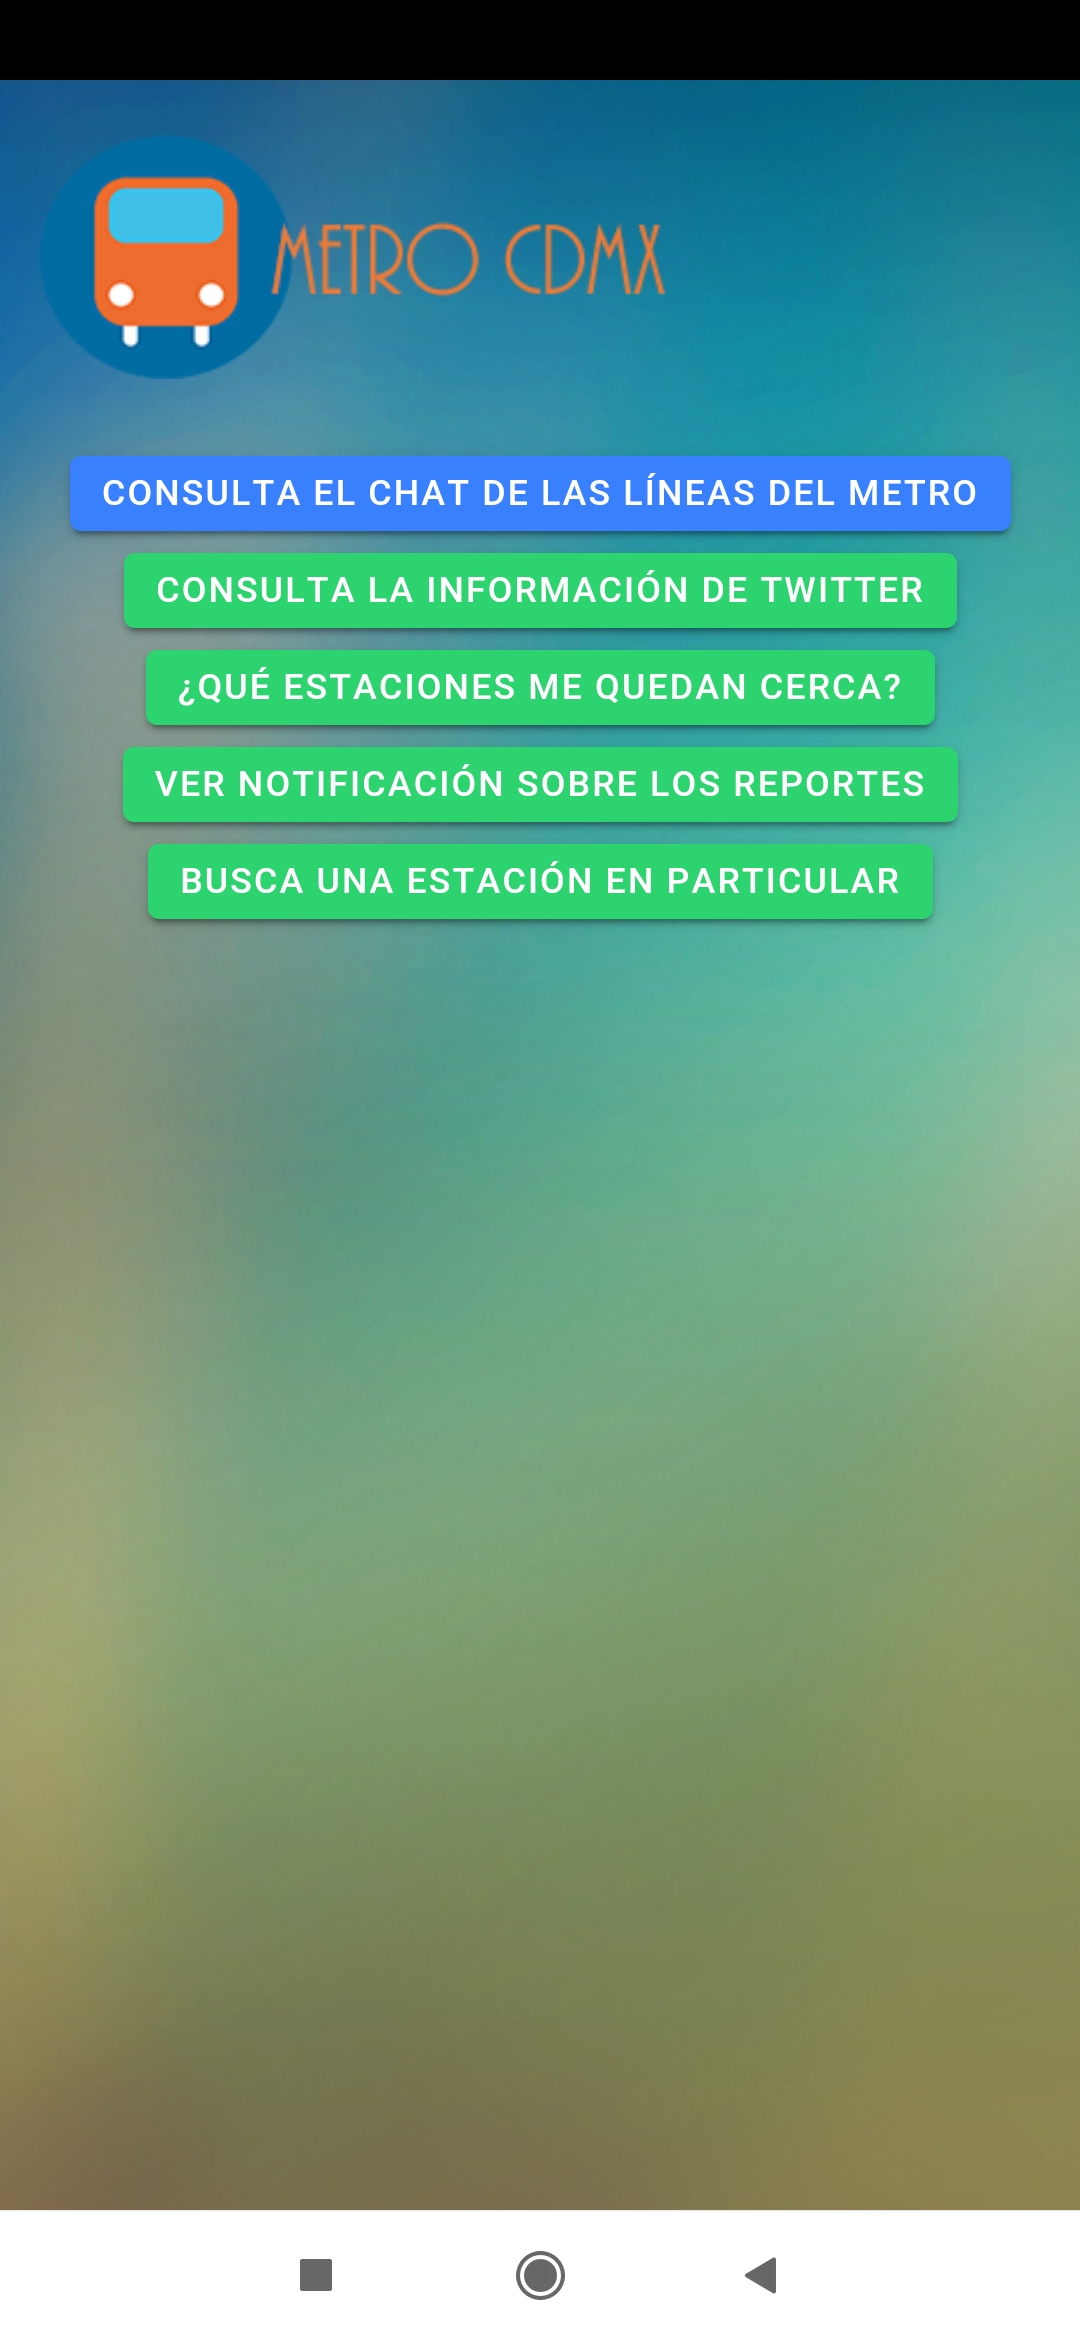 METRO CDMX
CONSULTA EL CHAT DE LAS LÍNEAS DEL METRO
CONSULTA LA INFORMACIÓN DE TWITTER
¿QUÉ ESTACIONES ME QUEDAN CERCA?
VER NOTIFICACIÓN SOBRE LOS REPORTES
BUSCA UNA ESTACIÓN EN PARTICULAR